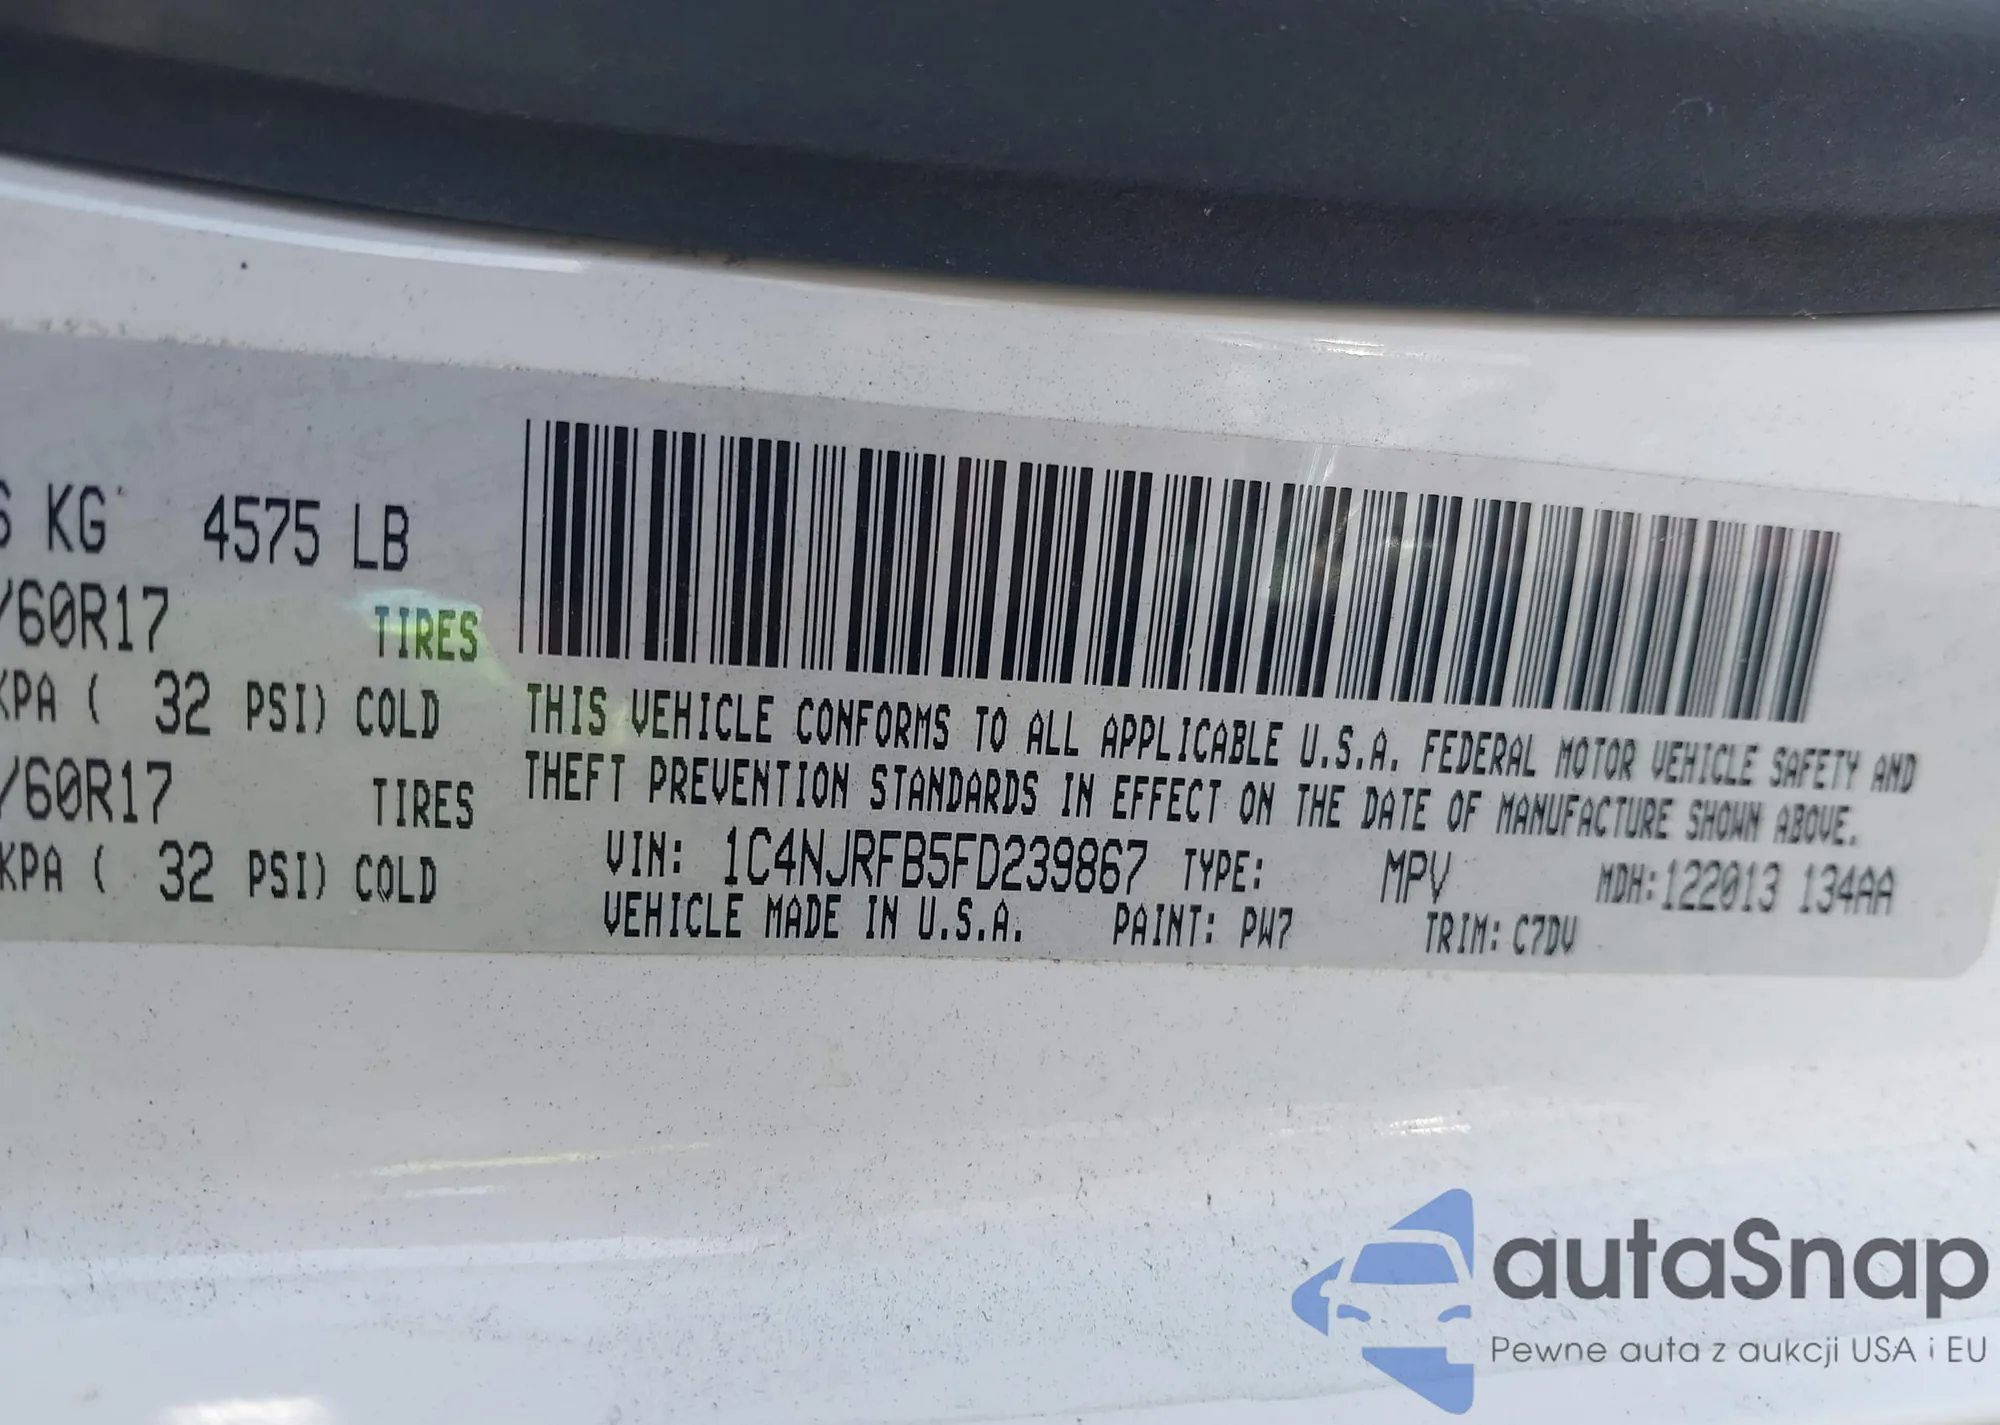 6 KG 4575 LB
/60R17 TIRES
KPA ( 32 PSI) COLD
/60R17 TIRES
KPA ( 32 PSI) COLD
THIS VEHICLE CONFORMS TO ALL APPLICABLE U.S.A. FEDERAL MOTOR VEHICLE SAFETY AND
THEFT PREVENTION STANDARDS IN EFFECT ON THE DATE OF MANUFACTURE SHOWN ABOVE.
VIN: 1C4NJRFB5FD239867 TYPE: MPV MDH:122013 134AA
VEHICLE MADE IN U.S.A. PAINT: PW7 TRIM: C7DV
autaSnap
Pewne auta z aukcji USA i EU